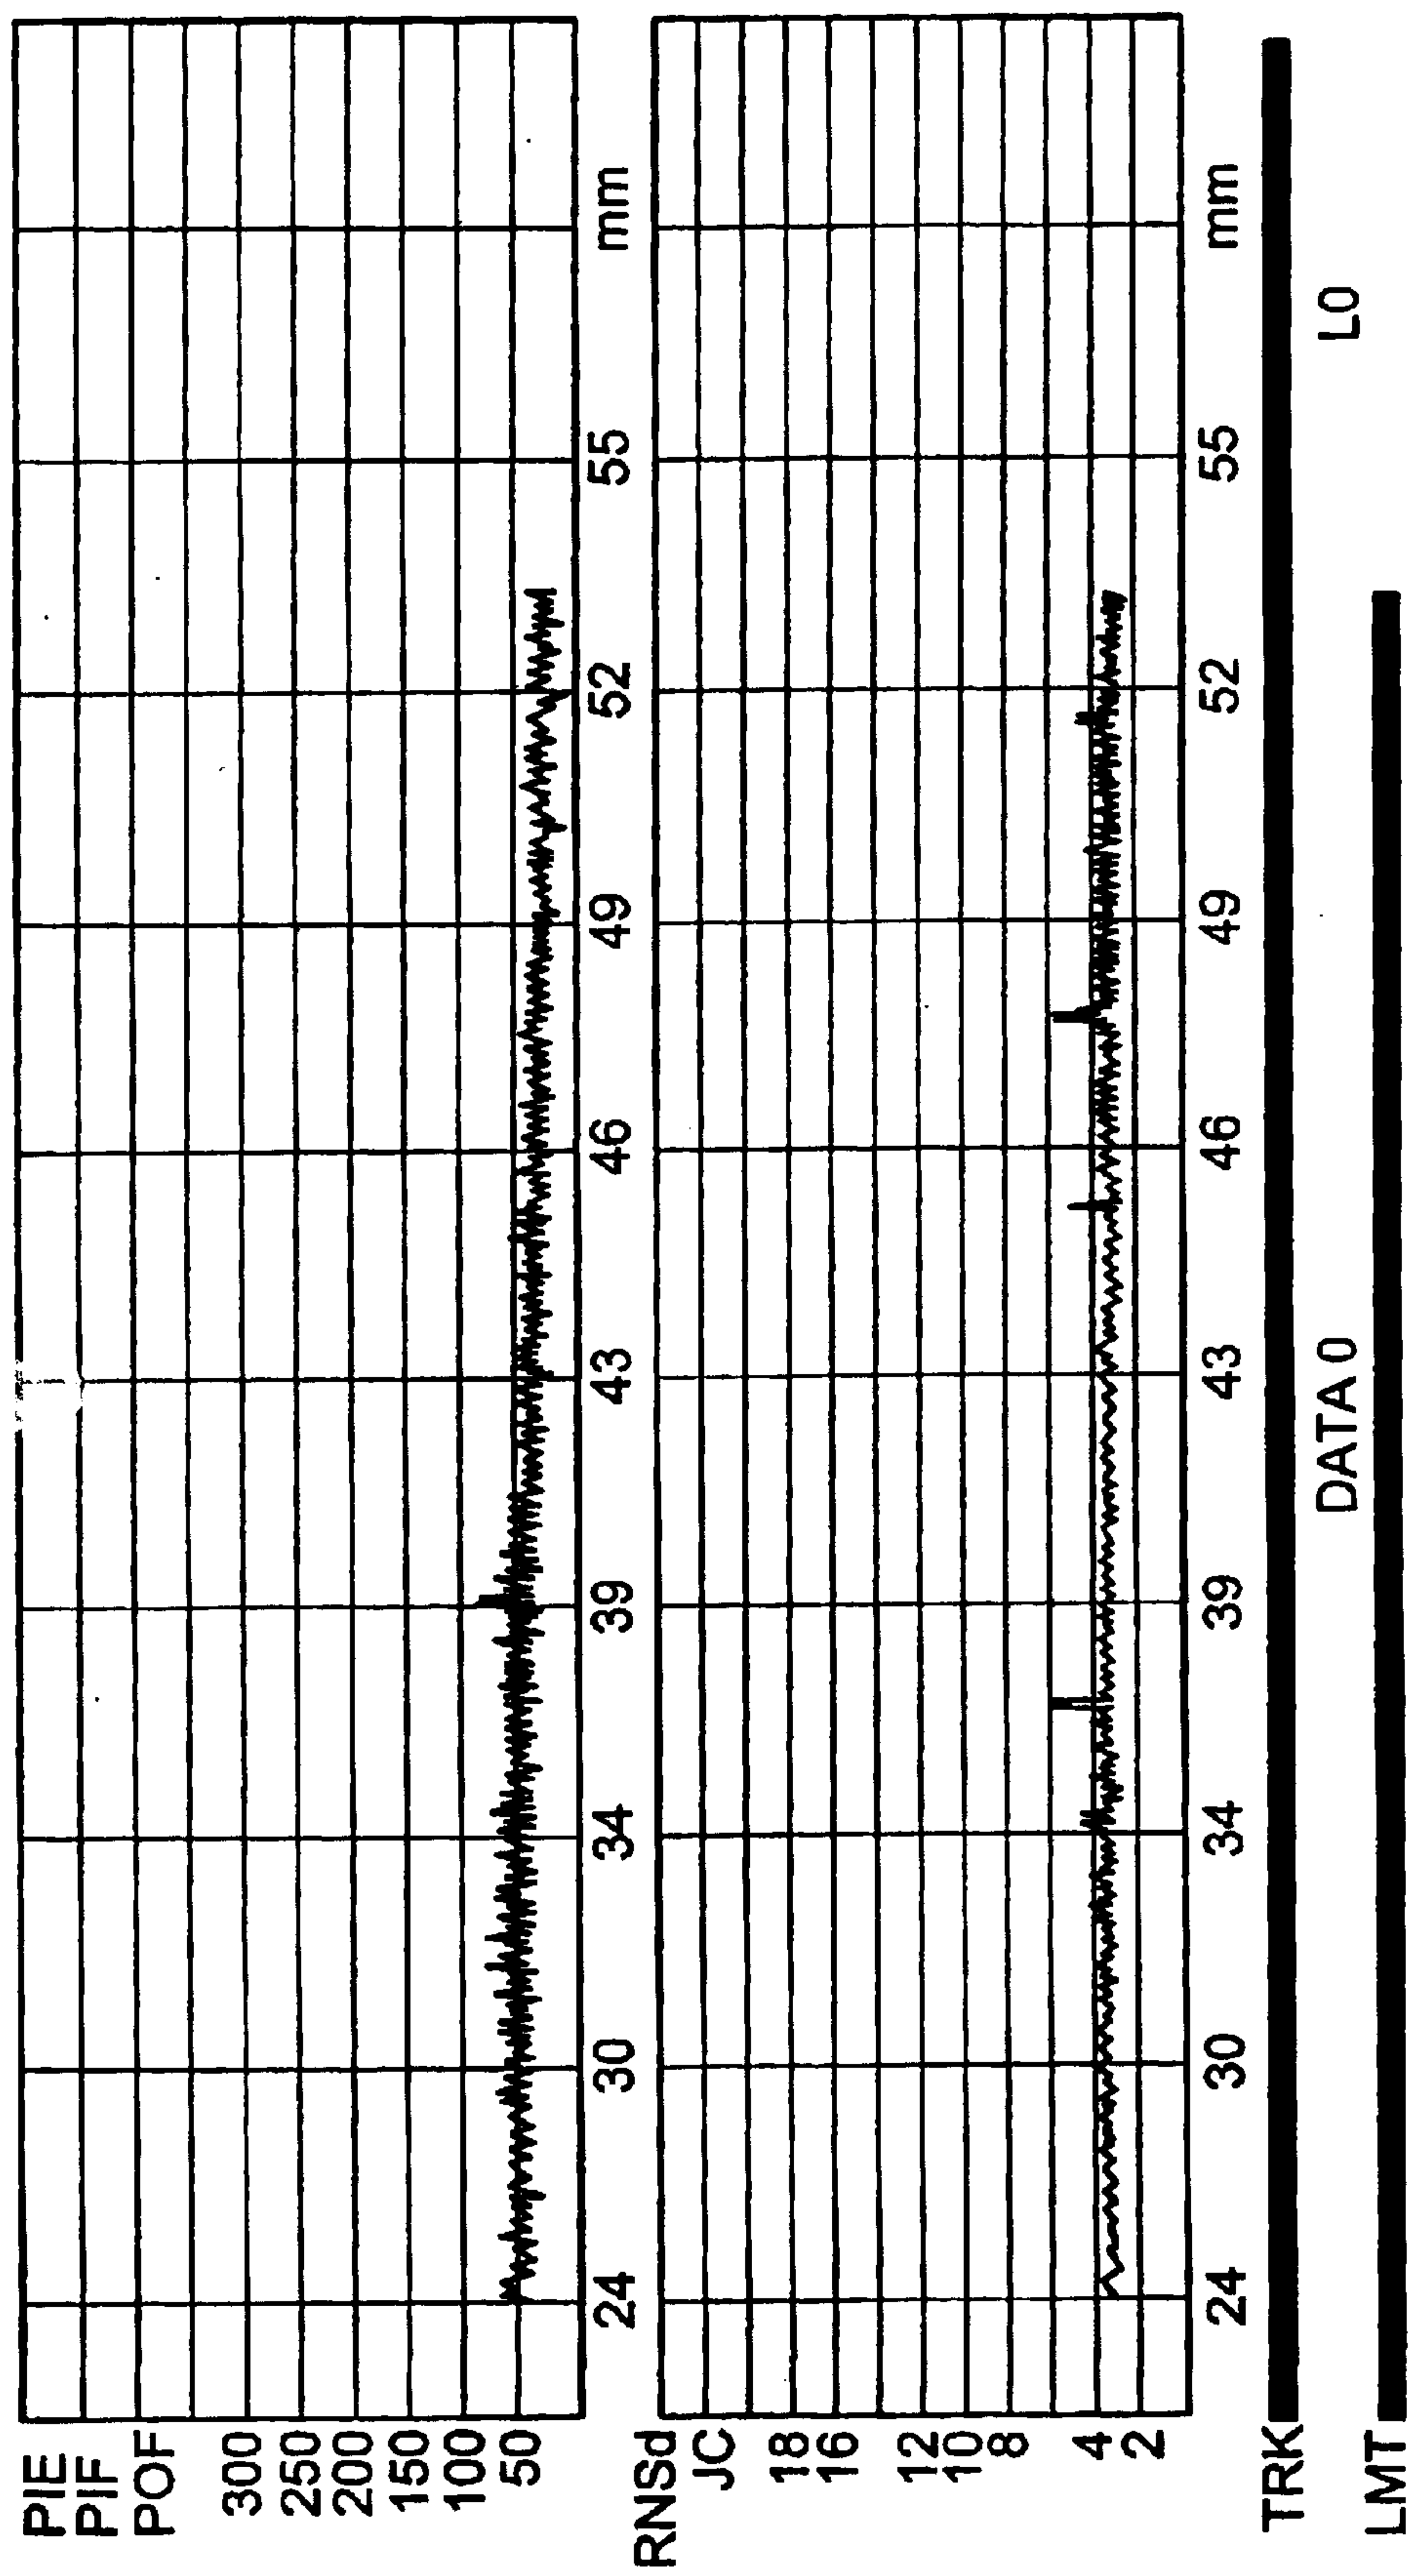 PIE
PIF
POF
300
250
200
150
100
50
24 30 34 39 43 46 49 52 55 mm
RNSd
JC
18
16
12
10
8
4
2
24 30 34 39 43 46 49 52 55 mm
TRK
DATA 0 L0
LMT